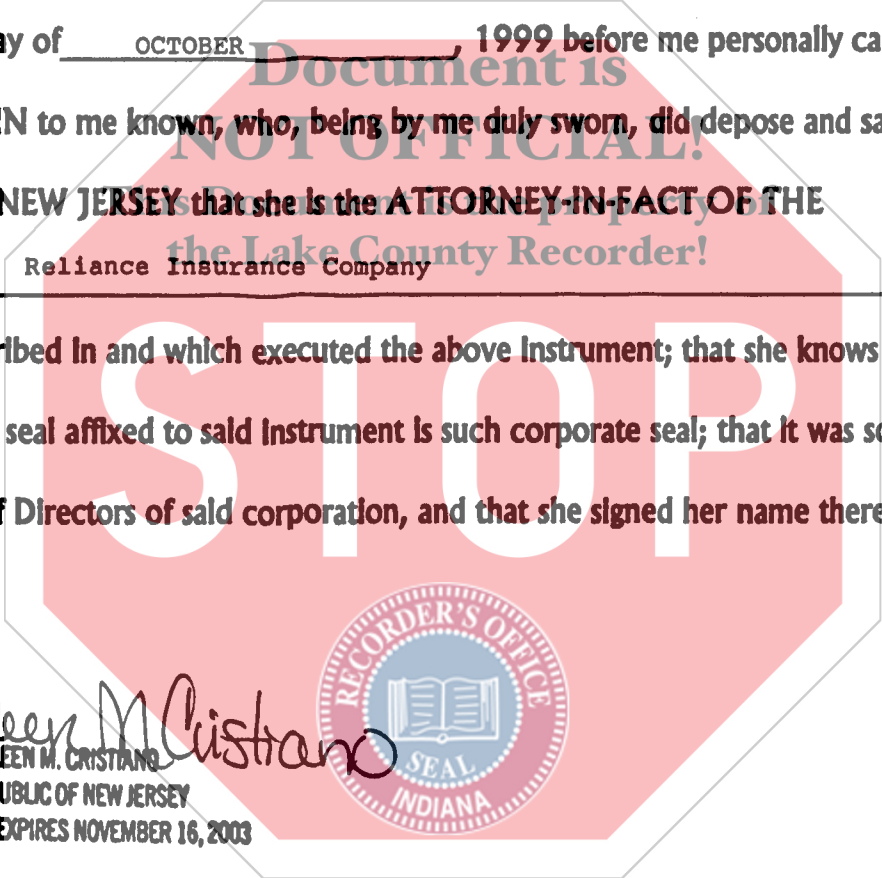 ay of OCTOBER, 1999 before me personally ca
Document is
N to me known, who, being by me duly sworn, did depose and sa
NOT OFFICIAL!
NEW JERSEY that she is the ATTORNEY-IN-FACT OF THE
This Document is the property of
the Lake County Recorder!
Reliance Insurance Company
ribed in and which executed the above instrument; that she knows
STOP
seal affixed to said instrument is such corporate seal; that it was so
f Directors of said corporation, and that she signed her name there
RECORDER'S OFFICE
SEAL
INDIANA
een M Cristiano
EEN M. CRISTIANO
UBLIC OF NEW JERSEY
EXPIRES NOVEMBER 16, 2003